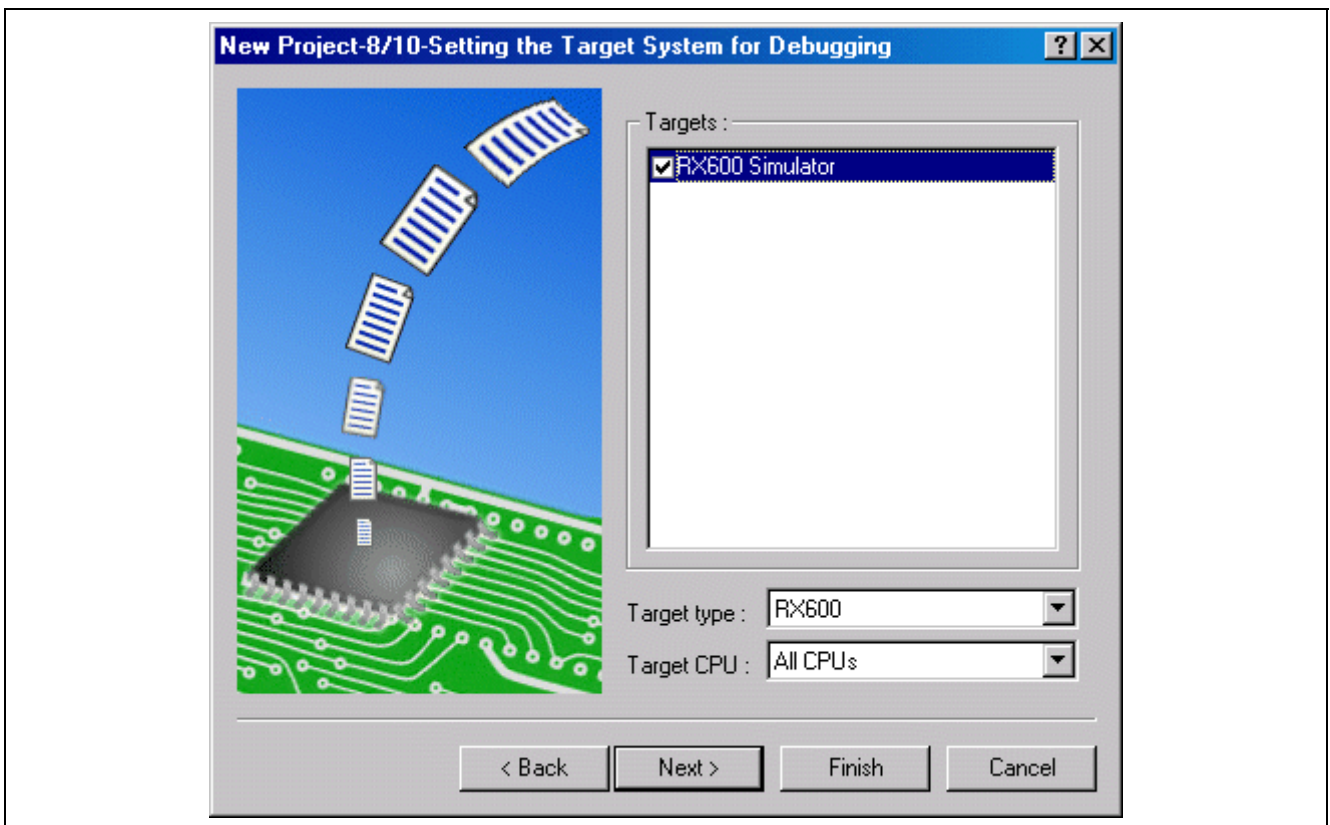 New Project-8/10-Setting the Target System for Debugging
Targets :
RX600 Simulator
Target type : RX600
Target CPU : All CPUs
< Back Next > Finish Cancel